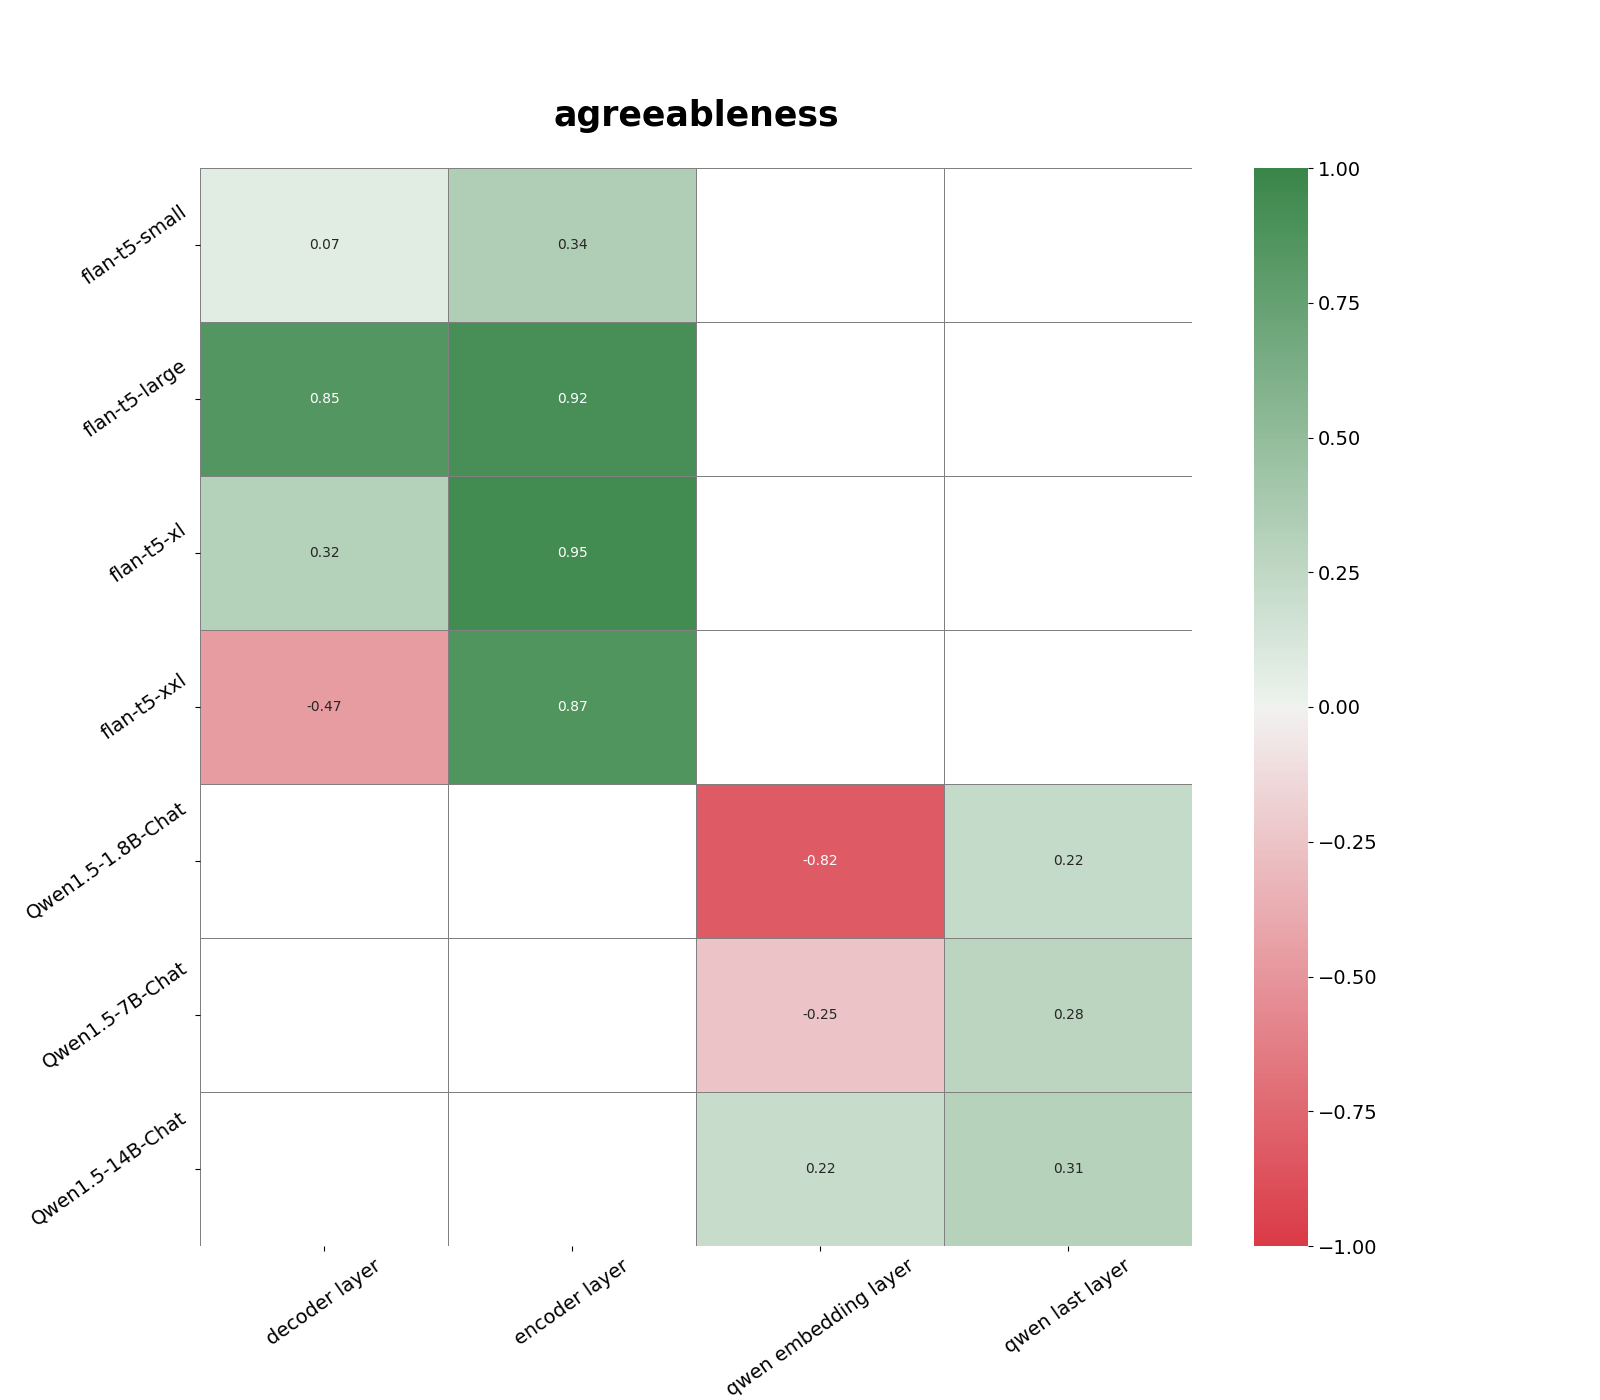 agreeableness
flan-t5-small
0.07
0.34
flan-t5-large
0.85
0.92
flan-t5-xl
0.32
0.95
flan-t5-xxl
-0.47
0.87
Qwen1.5-1.8B-Chat
-0.82
0.22
Qwen1.5-7B-Chat
-0.25
0.28
Qwen1.5-14B-Chat
0.22
0.31
decoder layer
encoder layer
qwen embedding layer
qwen last layer
1.00
0.75
0.50
0.25
0.00
−0.25
−0.50
−0.75
−1.00